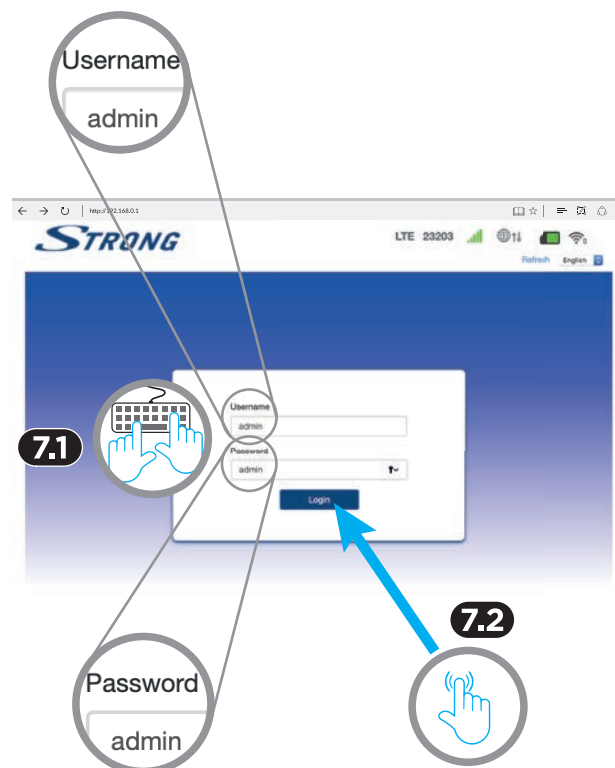 Username
admin
http://192.168.0.1
STRONG
LTE 23203
Refresh English
Username
admin
7.1
Password
admin
Login
7.2
Password
admin